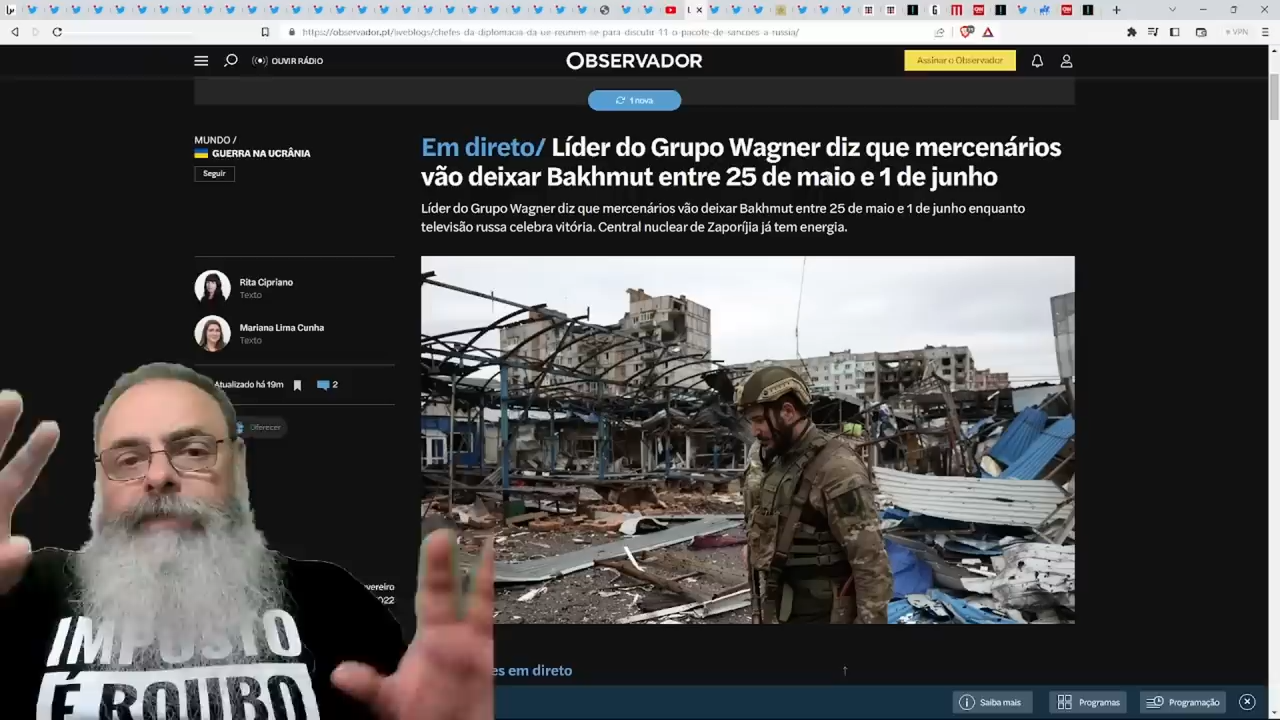 https://observador.pt/liveblogs/chefes-da-diplomacia-da-ue-reunem-se-para-discutir-11-o-pacote-de-sancoes-a-russia/
VPN
OUVIR RÁDIO
OBSERVADOR
Assinar o Observador
1 nova
MUNDO /
GUERRA NA UCRÂNIA
Seguir
Em direto/ Líder do Grupo Wagner diz que mercenários
vão deixar Bakhmut entre 25 de maio e 1 de junho
Líder do Grupo Wagner diz que mercenários vão deixar Bakhmut entre 25 de maio e 1 de junho enquanto
televisão russa celebra vitória. Central nuclear de Zaporíjia já tem energia.
Rita Cipriano
Texto
Mariana Lima Cunha
Texto
Atualizado há 19m
2
Oferecer
vereiro
2022
IMPOSTO
É ROUBO
es em direto
Saiba mais
Programas
Programação